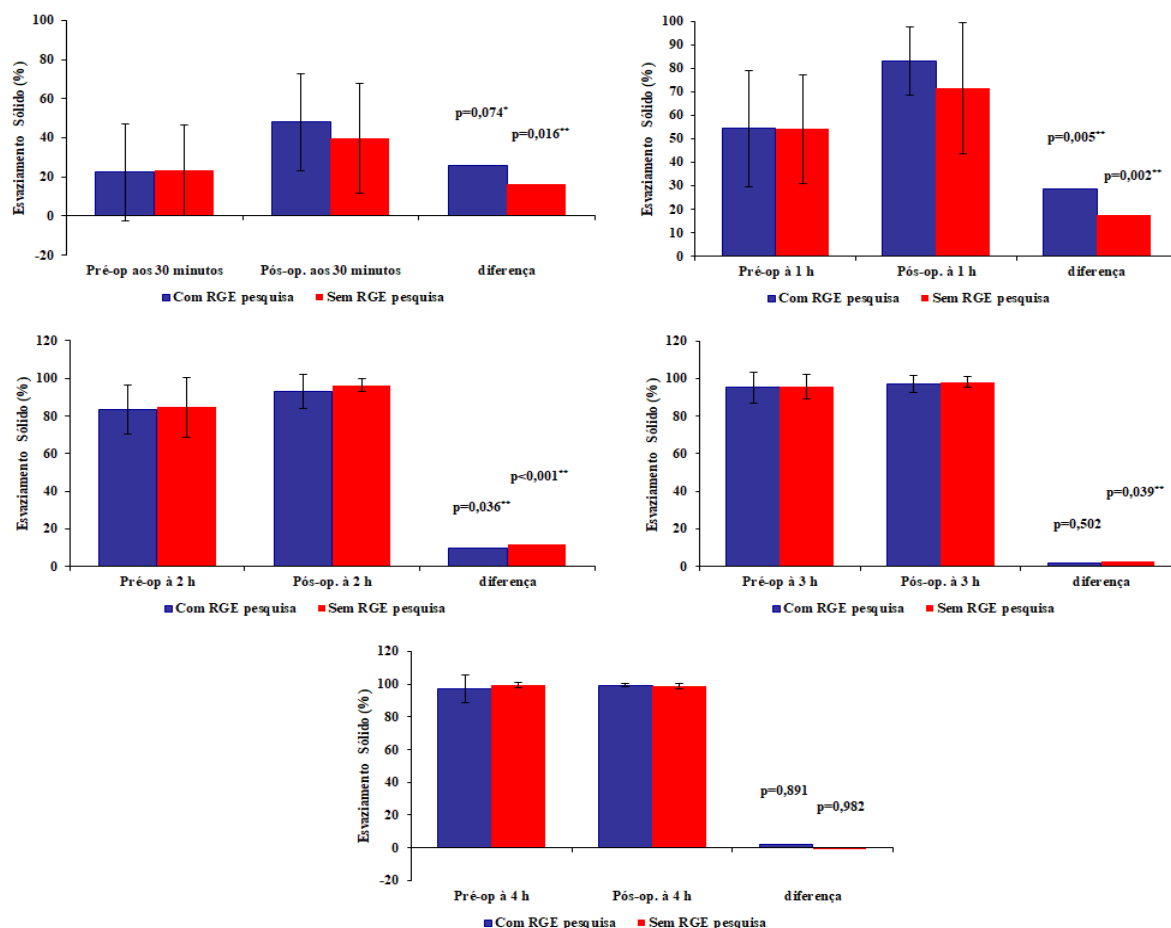 Esvaziamento Sólido (%)
100
80
60
40
20
0
-20
p=0,074*
p=0,016**
Pré-op aos 30 minutos Pós-op. aos 30 minutos diferença
Com RGE pesquisa Sem RGE pesquisa
Esvaziamento Sólido (%)
100
90
80
70
60
50
40
30
20
10
0
p=0,005**
p=0,002**
Pré-op à 1 h Pós-op. à 1 h diferença
Com RGE pesquisa Sem RGE pesquisa
Esvaziamento Sólido (%)
120
100
80
60
40
20
0
p<0,001**
p=0,036**
Pré-op à 2 h Pós-op. à 2 h diferença
Com RGE pesquisa Sem RGE pesquisa
Esvaziamento Sólido (%)
120
100
80
60
40
20
0
p=0,039**
p=0,502
Pré-op à 3 h Pós-op. à 3 h diferença
Com RGE pesquisa Sem RGE pesquisa
Esvaziamento Sólido (%)
120
100
80
60
40
20
0
-20
p=0,891
p=0,982
Pré-op à 4 h Pós-op. à 4 h diferença
Com RGE pesquisa Sem RGE pesquisa